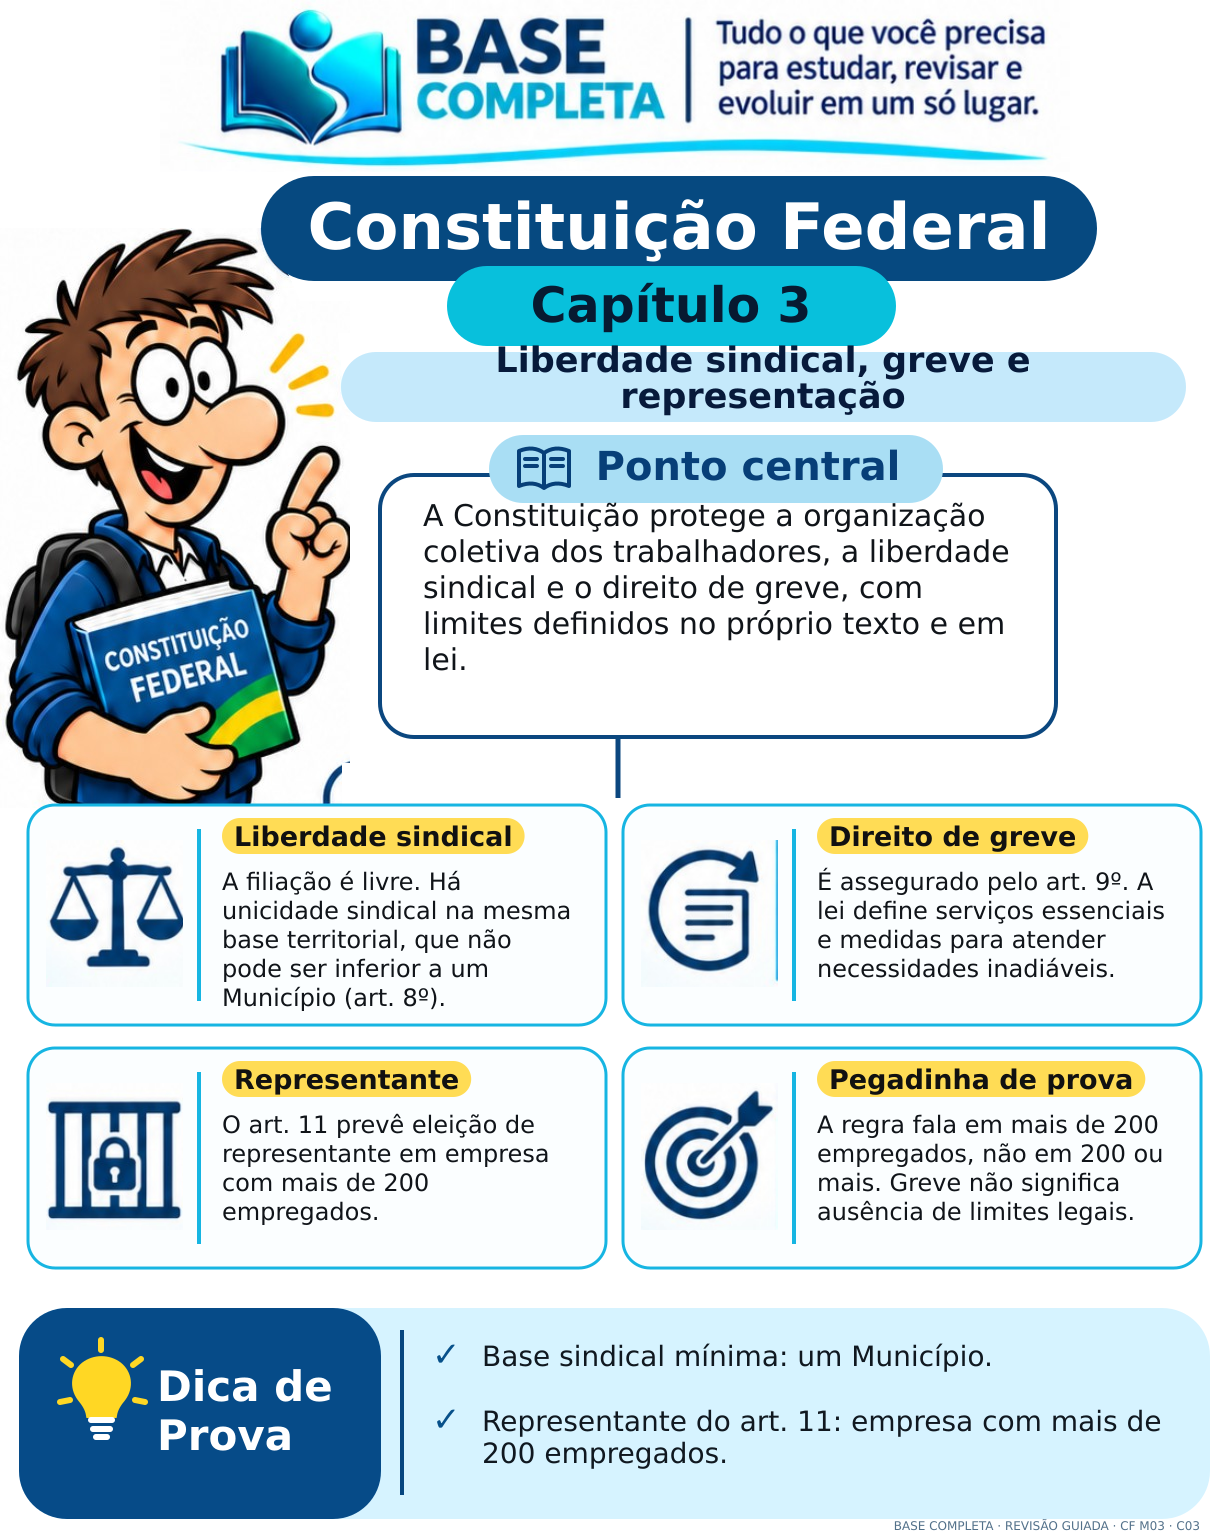 BASE
COMPLETA
Tudo o que você precisa
para estudar, revisar e
evoluir em um só lugar.
Constituição Federal
Capítulo 3
Liberdade sindical, greve e
representação
Ponto central
A Constituição protege a organização
coletiva dos trabalhadores, a liberdade
sindical e o direito de greve, com
limites definidos no próprio texto e em
lei.
CONSTITUIÇÃO
FEDERAL
Liberdade sindical
A filiação é livre. Há
unicidade sindical na mesma
base territorial, que não
pode ser inferior a um
Município (art. 8º).
Direito de greve
É assegurado pelo art. 9º. A
lei define serviços essenciais
e medidas para atender
necessidades inadiáveis.
Representante
O art. 11 prevê eleição de
representante em empresa
com mais de 200
empregados.
Pegadinha de prova
A regra fala em mais de 200
empregados, não em 200 ou
mais. Greve não significa
ausência de limites legais.
Dica de
Prova
✓ Base sindical mínima: um Município.
✓ Representante do art. 11: empresa com mais de
200 empregados.
BASE COMPLETA · REVISÃO GUIADA · CF M03 · C03